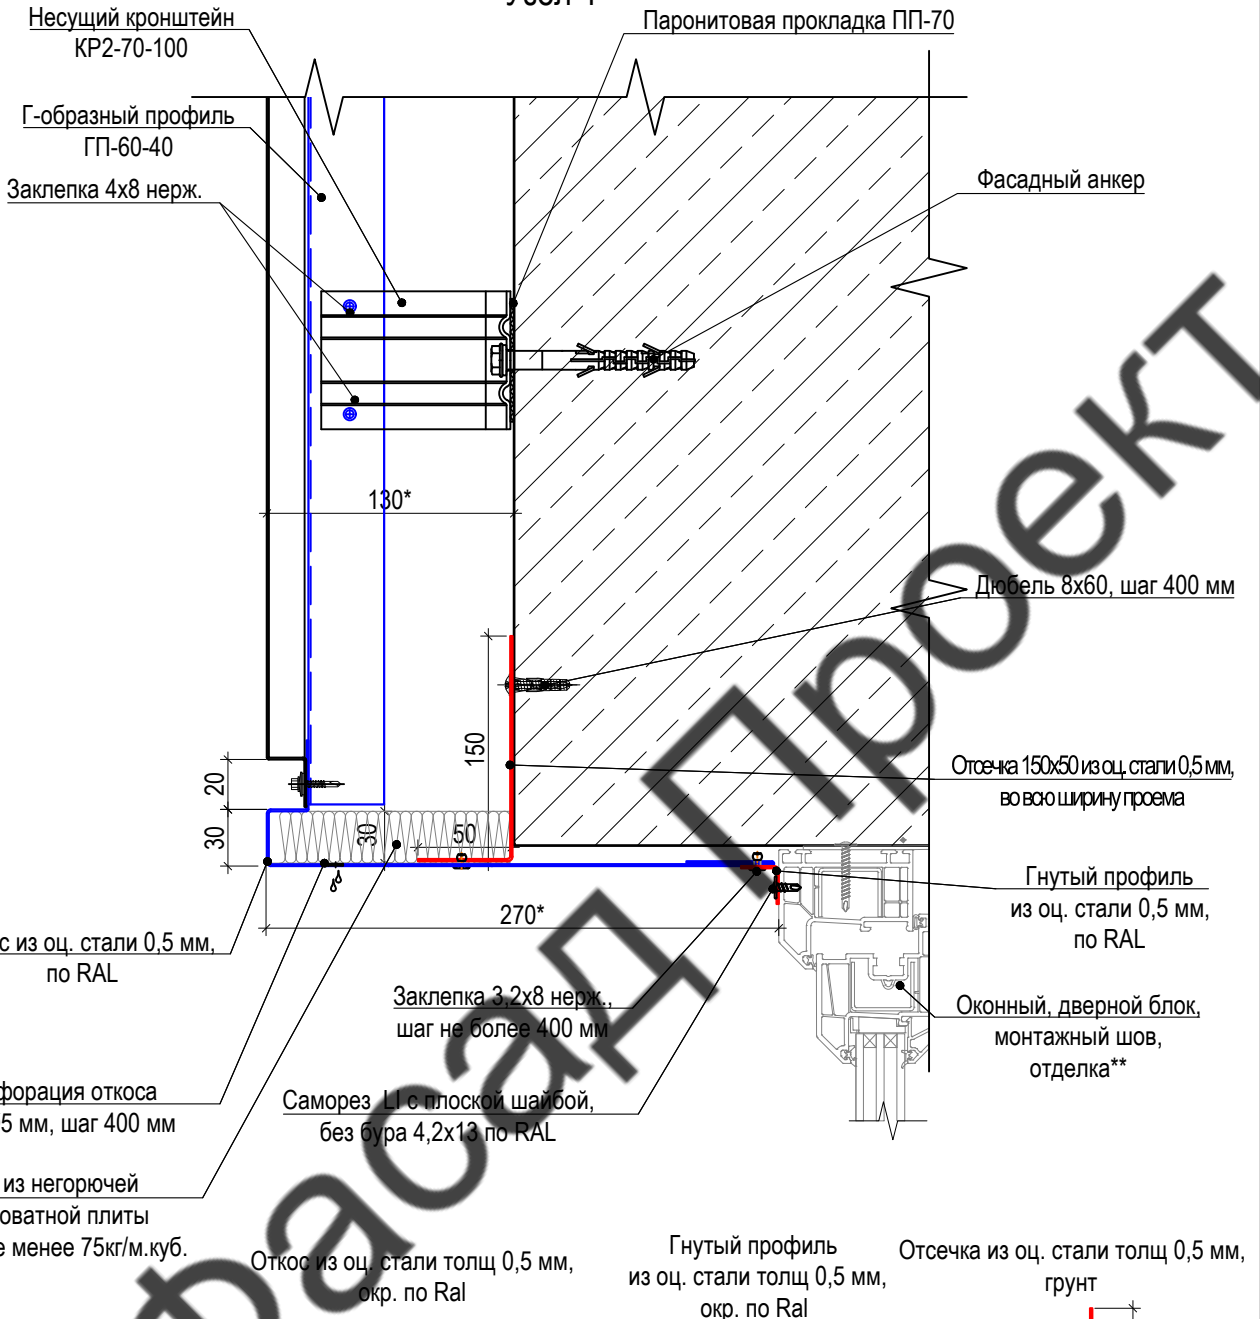 Несущий кронштейн
КР2-70-100
Паронитовая прокладка ПП-70
Г-образный профиль
ГП-60-40
Заклепка 4х8 нерж.
Фасадный анкер
130*
Дюбель 8х60, шаг 400 мм
150
20
30
30
50
Отсечка 150х50 из оц. стали 0,5 мм,
во всю ширину проема
270*
Гнутый профиль
из оц. стали 0,5 мм,
по RAL
из оц. стали 0,5 мм,
по RAL
Заклепка 3,2х8 нерж.,
шаг не более 400 мм
Оконный, дверной блок,
монтажный шов,
отделка**
откоса
5 мм, шаг 400 мм
Саморез LI с плоской шайбой,
без бура 4,2х13 по RAL
из негорючей
плиты
менее 75кг/м.куб.
Откос из оц. стали толщ 0,5 мм,
окр. по Ral
Гнутый профиль
из оц. стали толщ 0,5 мм,
окр. по Ral
Отсечка из оц. стали толщ 0,5 мм,
грунт
Фасад Проект